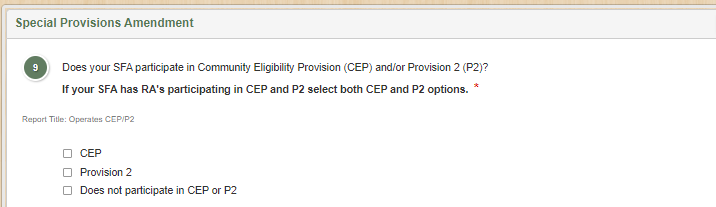 Special Provisions Amendment
9 Does your SFA participate in Community Eligibility Provision (CEP) and/or Provision 2 (P2)?
If your SFA has RA's participating in CEP and P2 select both CEP and P2 options. *
Report Title: Operates CEP/P2
CEP
Provision 2
Does not participate in CEP or P2